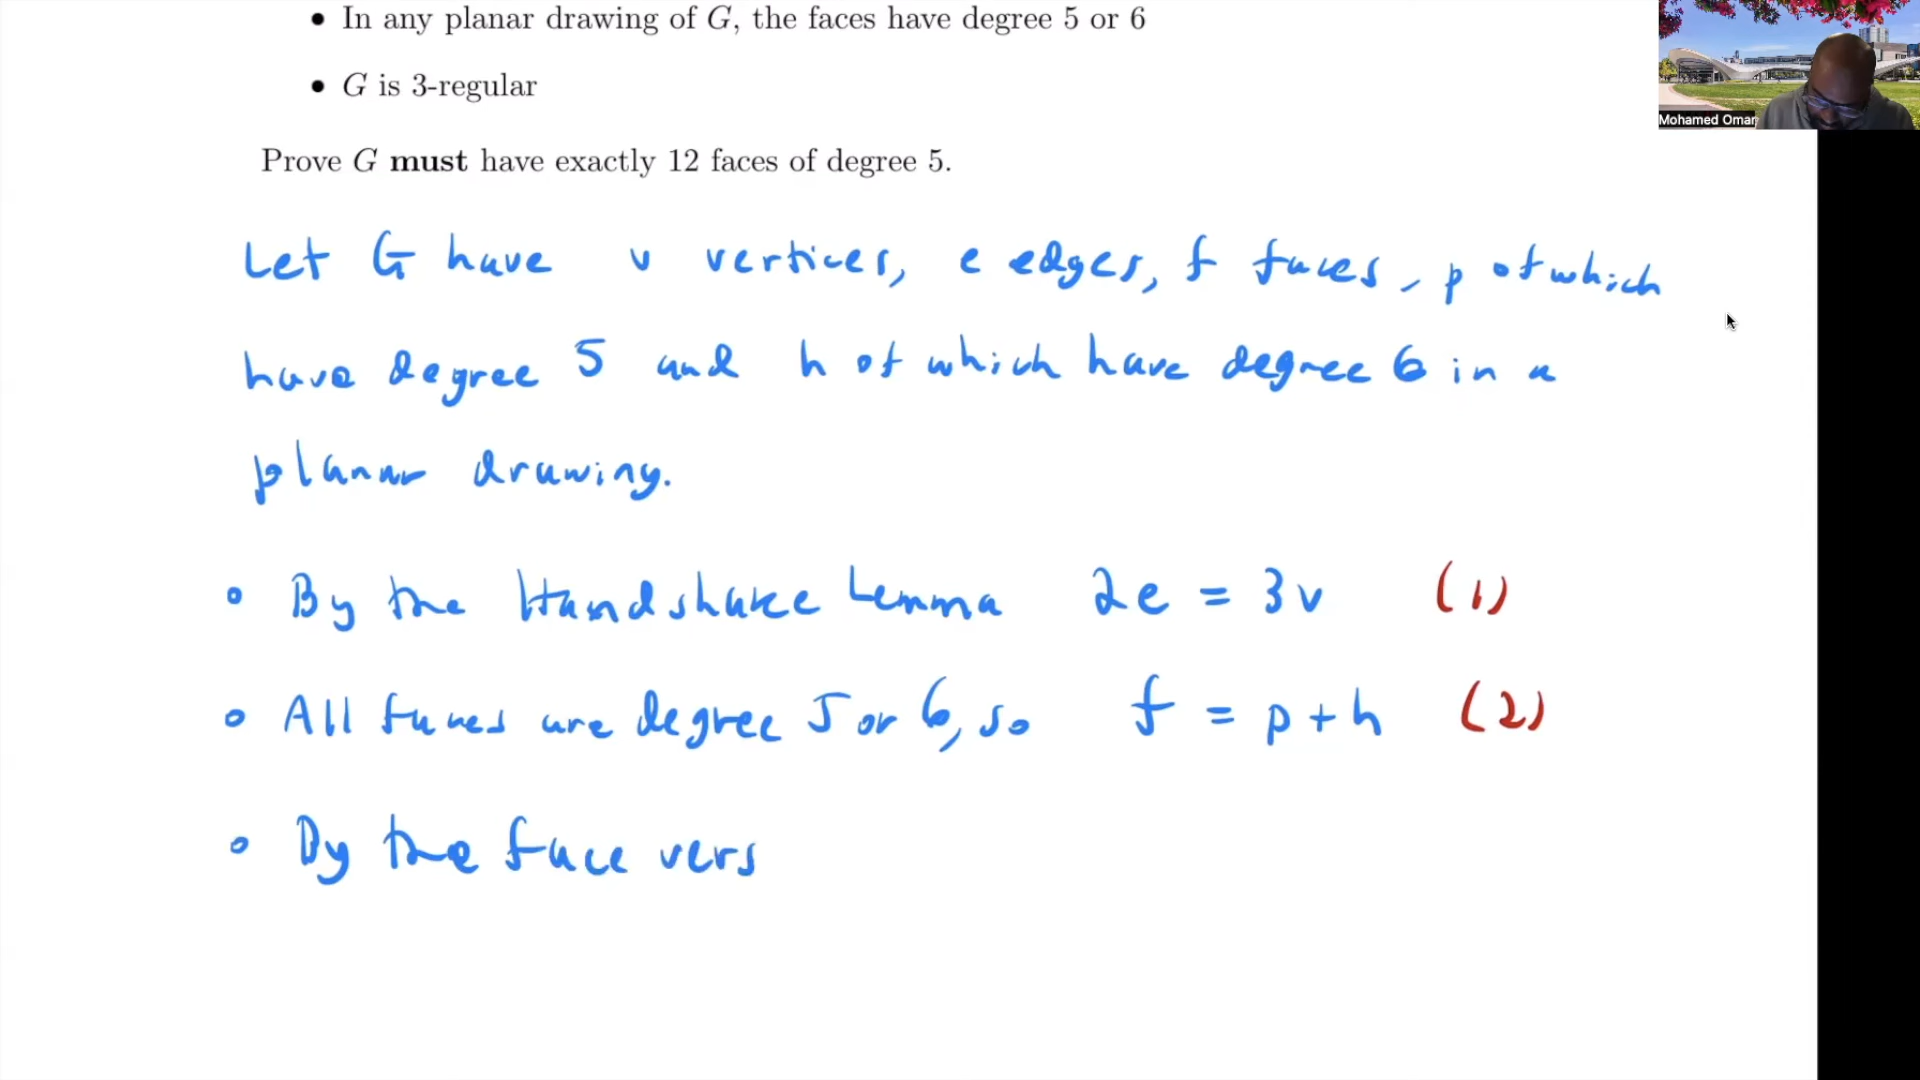 • In any planar drawing of G, the faces have degree 5 or 6
• G is 3-regular
Prove G must have exactly 12 faces of degree 5.
Let G have v vertices, e edges, f faces, p of which
have degree 5 and h of which have degree 6 in a
planar drawing.
• By the Handshake Lemma 2e = 3v (1)
• All faces are degree 5 or 6, so f = p + h (2)
• By the face vers
Mohamed Omar